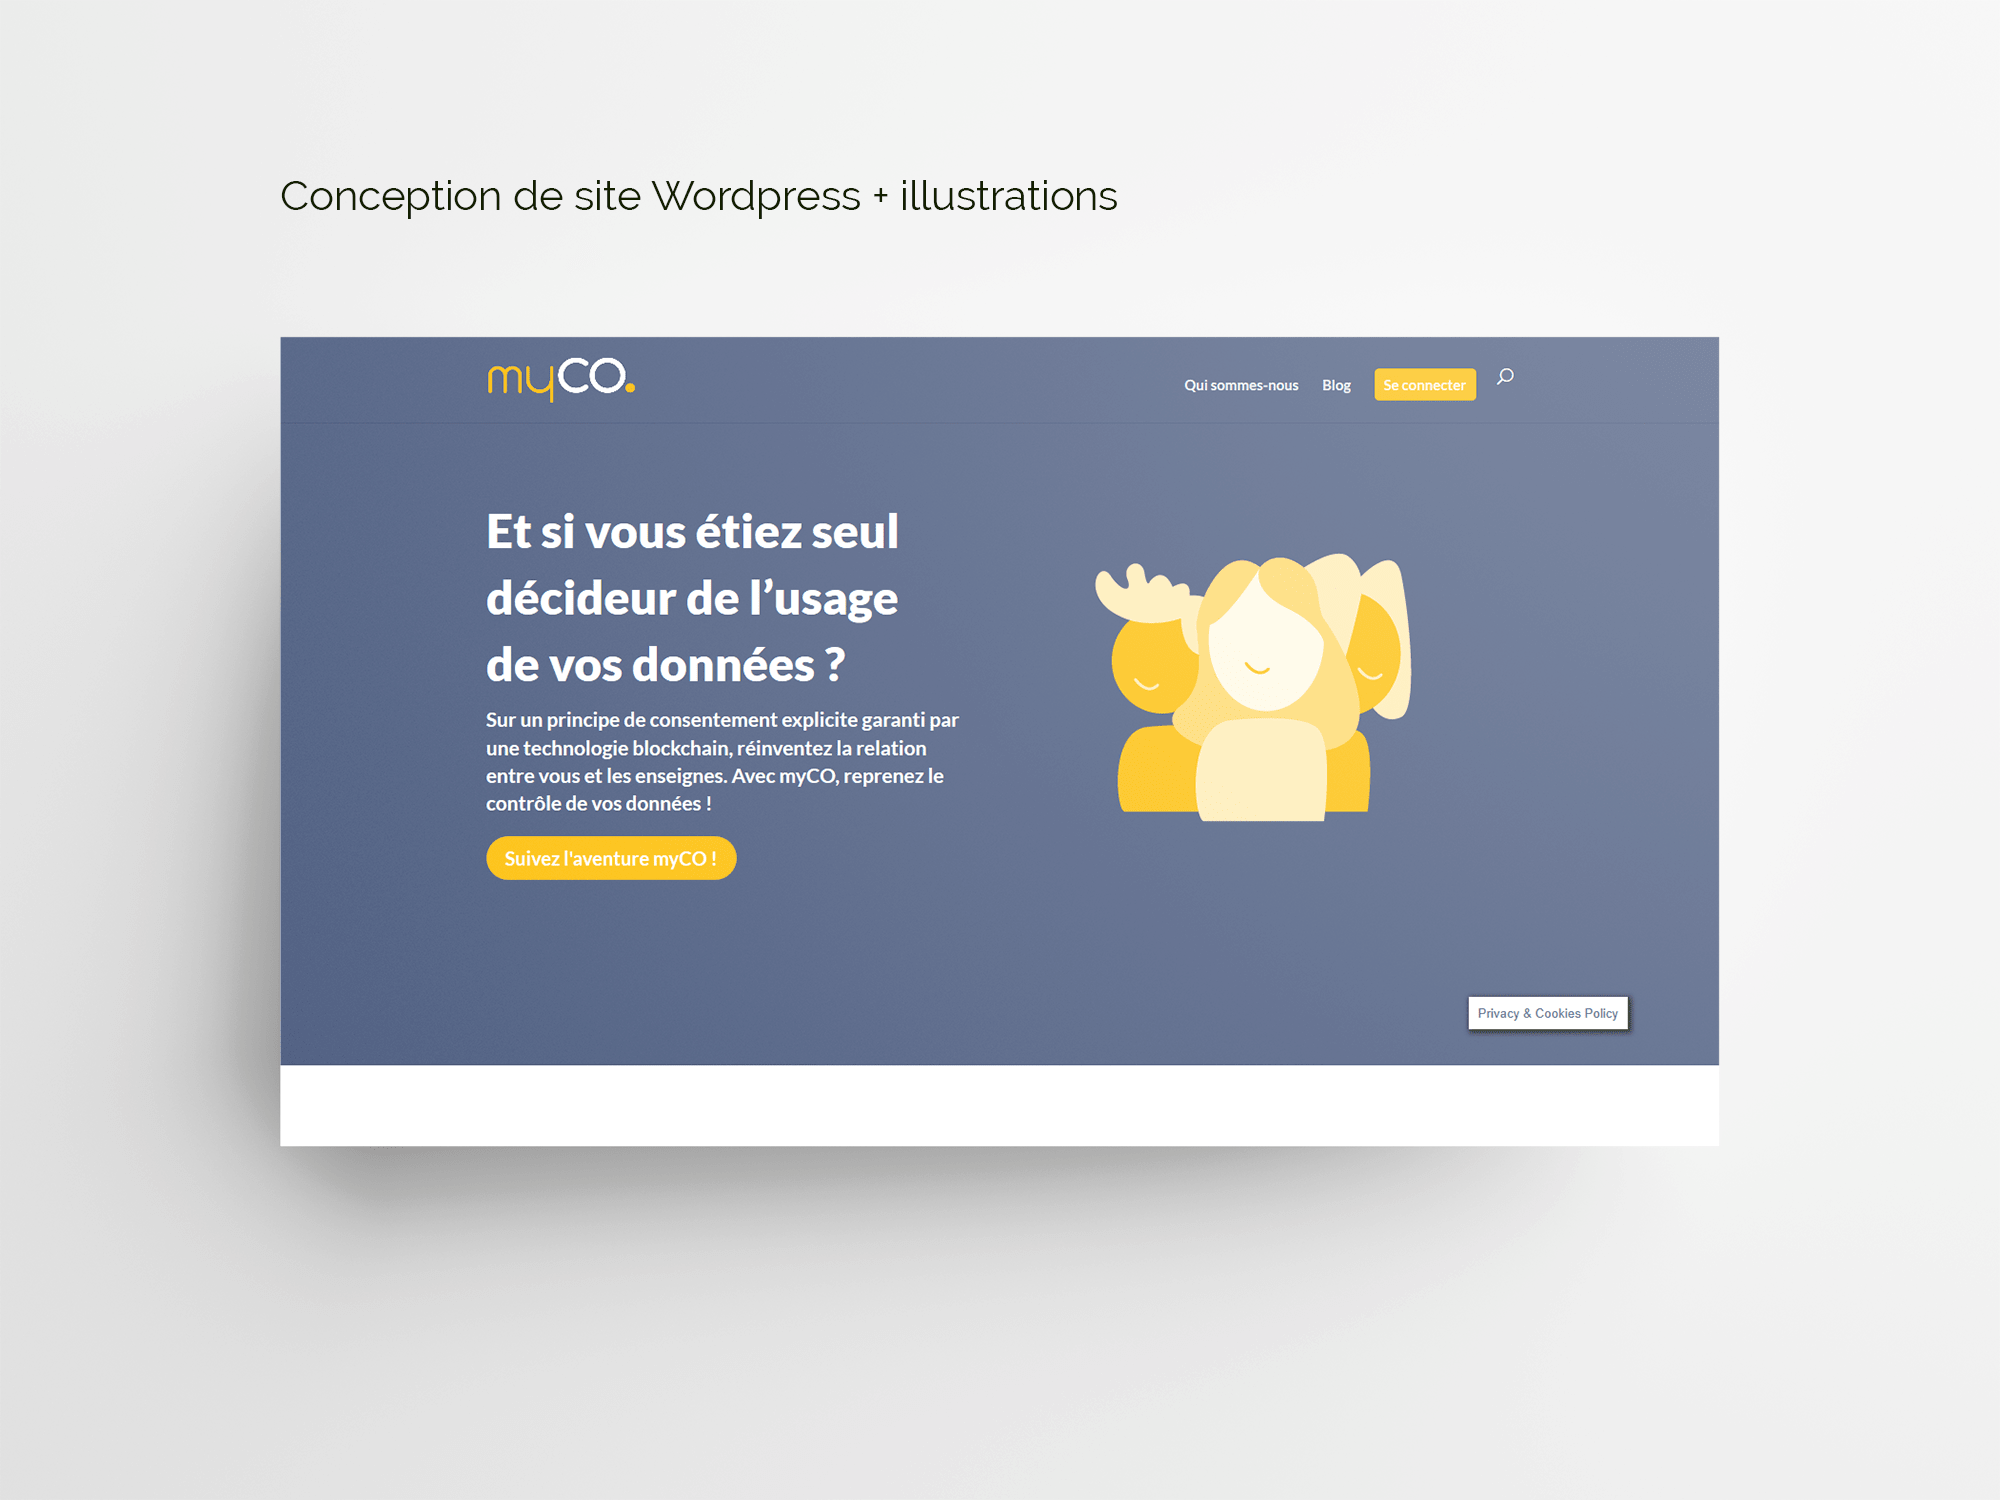 Conception de site Wordpress + illustrations
myCO.
Qui sommes-nous
Blog
Se connecter
Et si vous étiez seul
décideur de l’usage
de vos données ?
Sur un principe de consentement explicite garanti par
une technologie blockchain, réinventez la relation
entre vous et les enseignes. Avec myCO, reprenez le
contrôle de vos données !
Suivez l'aventure myCO !
Privacy & Cookies Policy